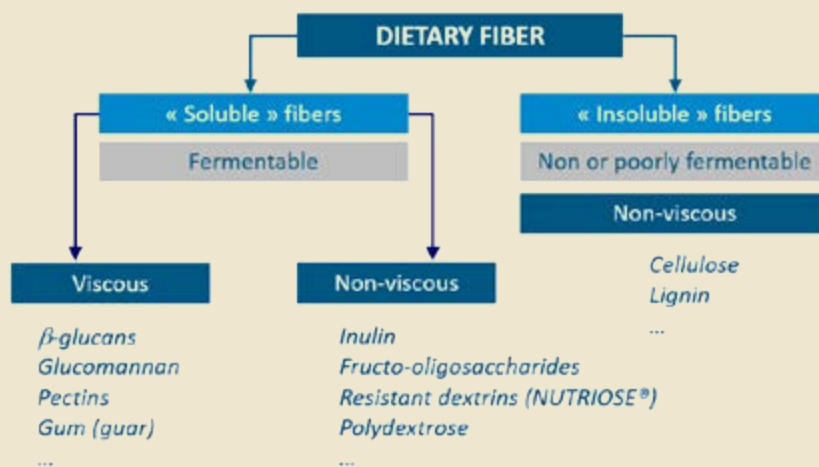 DIETARY FIBER
« Soluble » fibers
Fermentable
« Insoluble » fibers
Non or poorly fermentable
Non-viscous
Cellulose
Lignin
...
Viscous
β-glucans
Glucomannan
Pectins
Gum (guar)
...
Non-viscous
Inulin
Fructo-oligosaccharides
Resistant dextrins (NUTRIOSE®)
Polydextrose
...